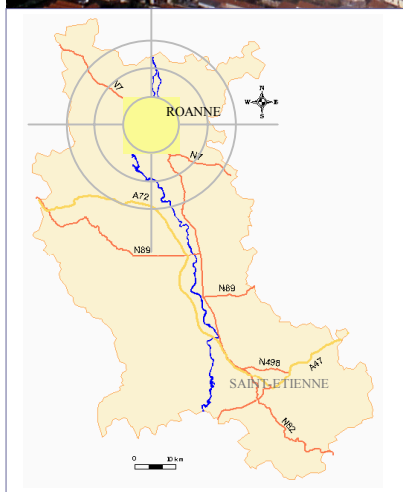 N7
N
W E
S
ROANNE
N7
A72
N89
N89
N498
A47
SAINT-ETIENNE
N82
0 10 km